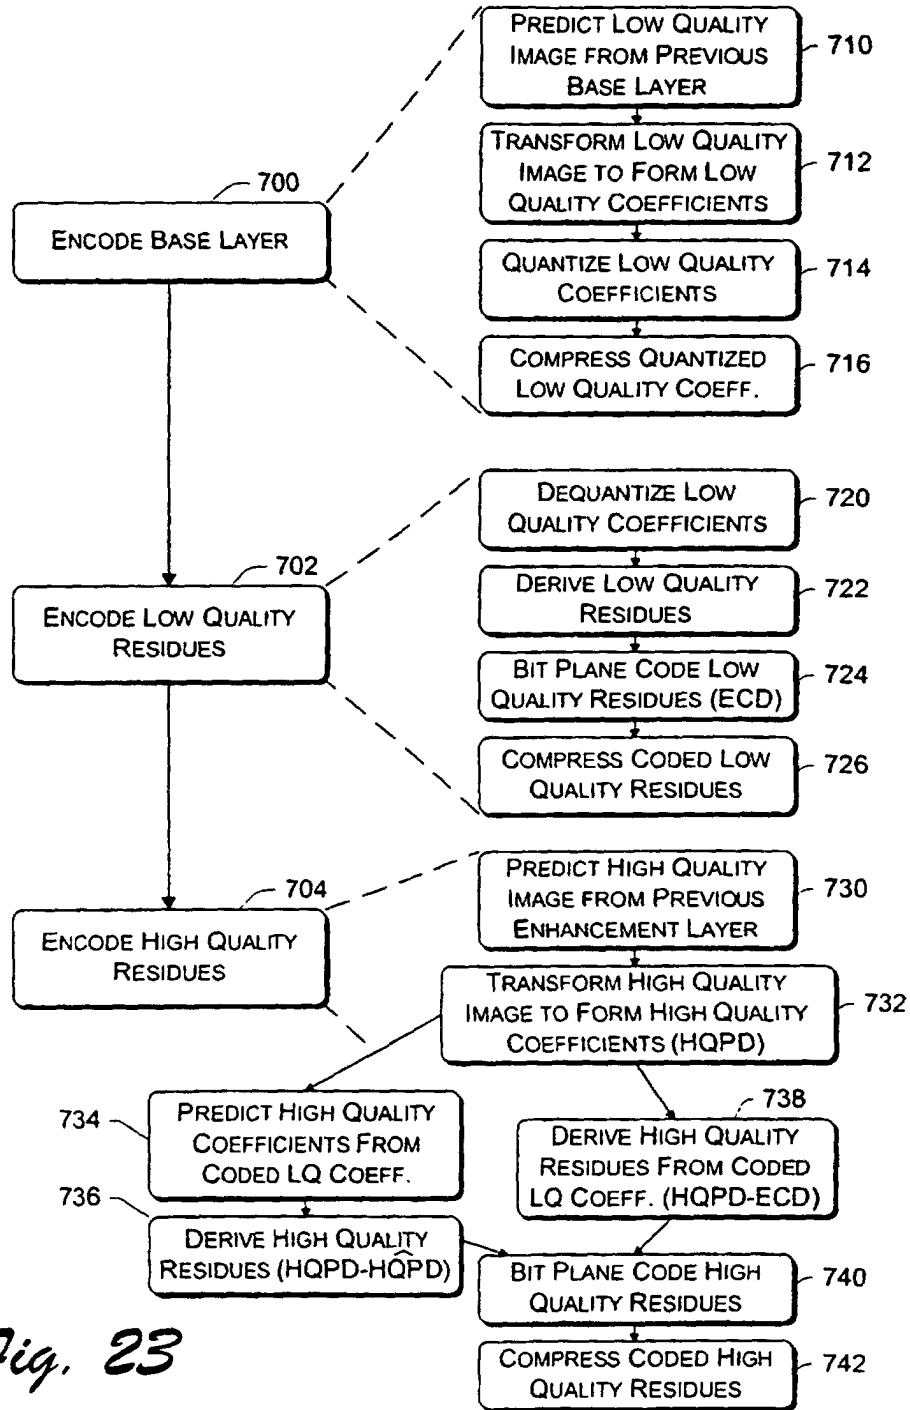 PREDICT LOW QUALITY
IMAGE FROM PREVIOUS
BASE LAYER
710
TRANSFORM LOW QUALITY
IMAGE TO FORM LOW
QUALITY COEFFICIENTS
712
700
ENCODE BASE LAYER
QUANTIZE LOW QUALITY
COEFFICIENTS
714
COMPRESS QUANTIZED
LOW QUALITY COEFF.
716
DEQUANTIZE LOW
QUALITY COEFFICIENTS
720
702
ENCODE LOW QUALITY
RESIDUES
DERIVE LOW QUALITY
RESIDUES
722
BIT PLANE CODE LOW
QUALITY RESIDUES (ECD)
724
COMPRESS CODED LOW
QUALITY RESIDUES
726
704
ENCODE HIGH QUALITY
RESIDUES
PREDICT HIGH QUALITY
IMAGE FROM PREVIOUS
ENHANCEMENT LAYER
730
TRANSFORM HIGH QUALITY
IMAGE TO FORM HIGH QUALITY
COEFFICIENTS (HQPD)
732
734
PREDICT HIGH QUALITY
COEFFICIENTS FROM
CODED LQ COEFF.
738
DERIVE HIGH QUALITY
RESIDUES FROM CODED
LQ COEFF. (HQPD-ECD)
736
DERIVE HIGH QUALITY
RESIDUES (HQPD-HQ̂PD)
BIT PLANE CODE HIGH
QUALITY RESIDUES
740
COMPRESS CODED HIGH
QUALITY RESIDUES
742
Fig. 23